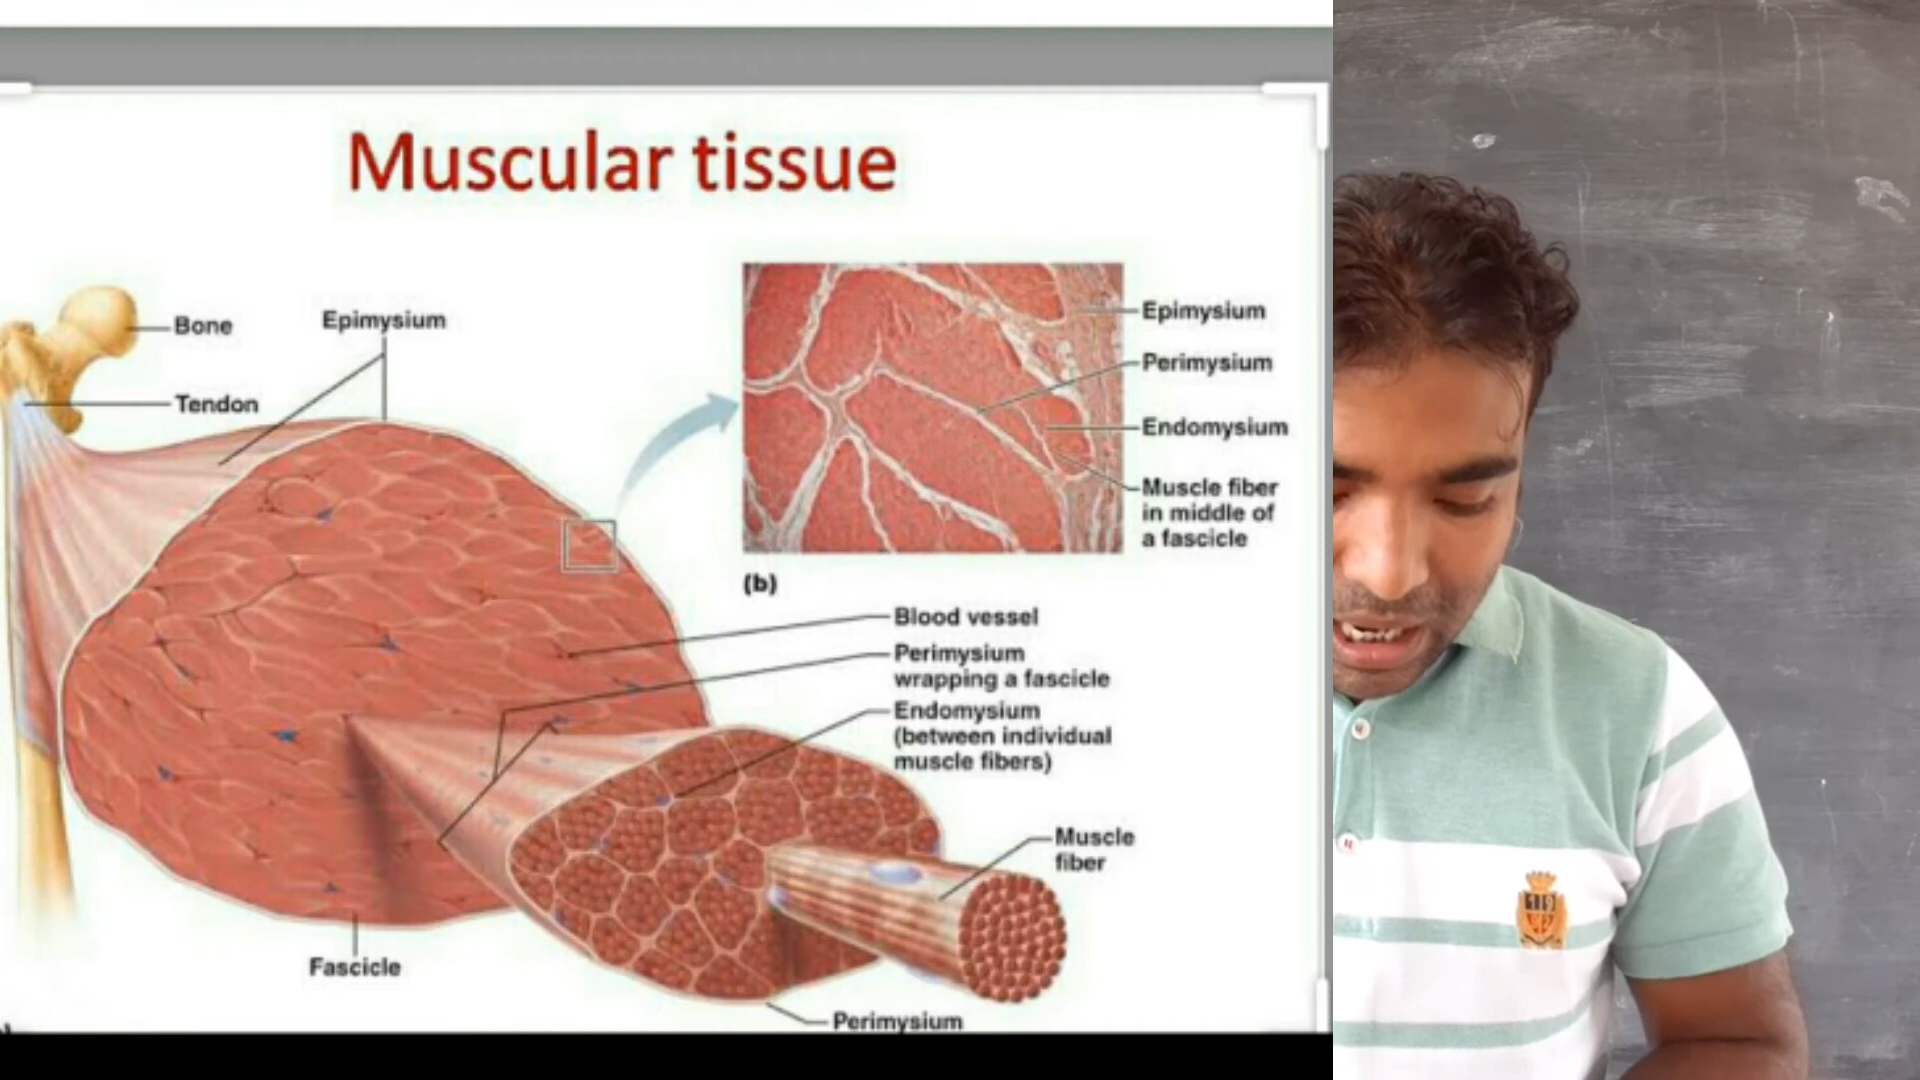 Muscular tissue
Bone
Epimysium
Tendon
Fascicle
Epimysium
Perimysium
Endomysium
Muscle fiber
in middle of
a fascicle
(b)
Blood vessel
Perimysium
wrapping a fascicle
Endomysium
(between individual
muscle fibers)
Muscle
fiber
Perimysium